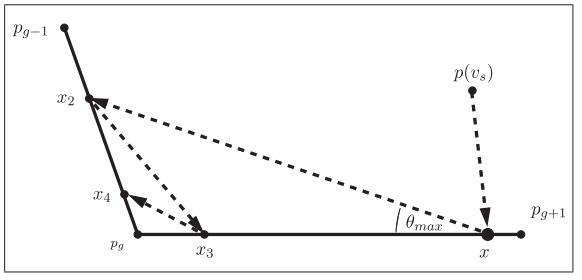 p_{g-1}
p(v_s)
x_2
x_4
θ_{max}
p_{g+1}
p_g
x_3
x